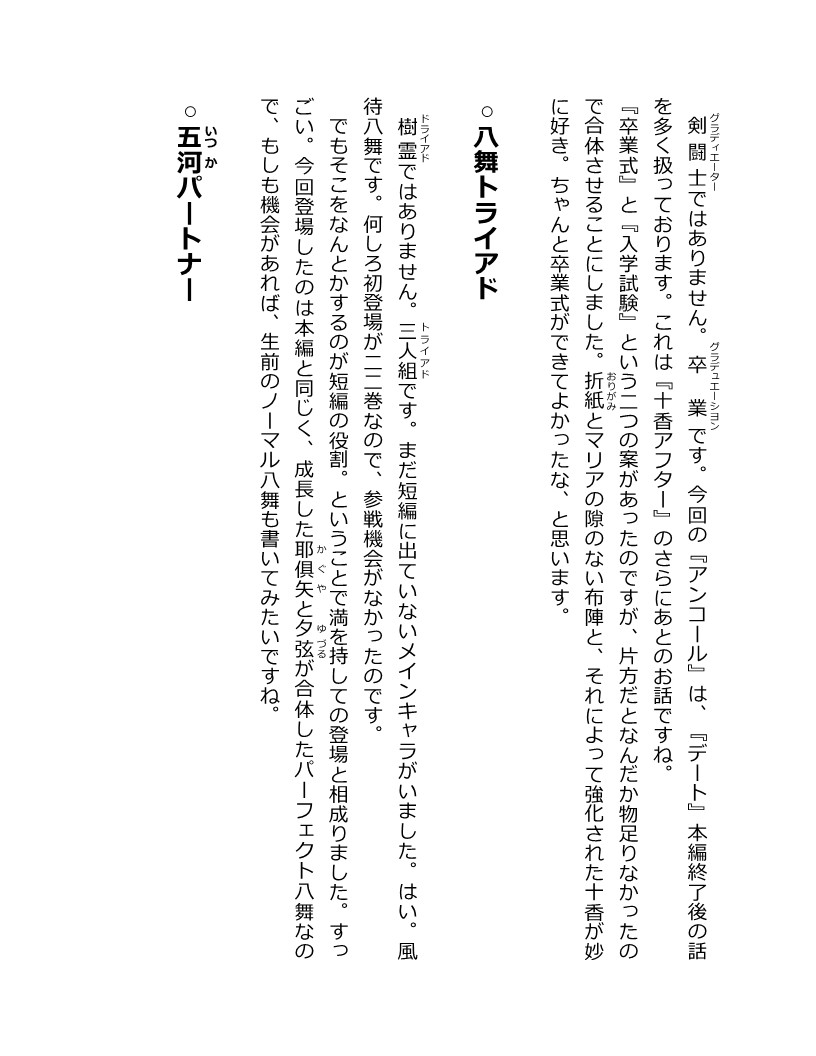 剣闘士ではありません。卒業です。今回の『アンコール』は、『デート』本編終了後の話
を多く扱っております。これは『十香アフター』のさらにあとのお話ですね。
『卒業式』と『入学試験』という二つの案があったのですが、片方だとなんだか物足りなかったの
で合体させることにしました。折紙とマリアの隙のない布陣と、それによって強化された十香が妙
に好き。ちゃんと卒業式ができてよかったな、と思います。
○八舞トライアド
樹霊ではありません。三人組です。まだ短編に出ていないメインキャラがいました。はい。風
待八舞です。何しろ初登場が二二巻なので、参戦機会がなかったのです。
でもそこをなんとかするのが短編の役割。ということで満を持しての登場と相成りました。すっ
ごい。今回登場したのは本編と同じく、成長した耶倶矢と夕弦が合体したパーフェクト八舞なの
で、もしも機会があれば、生前のノーマル八舞も書いてみたいですね。
○五河パートナー
グラディエーター
グラデュエーション
おりがみ
ドライアド
トライアド
かぐや
ゆづる
いつか